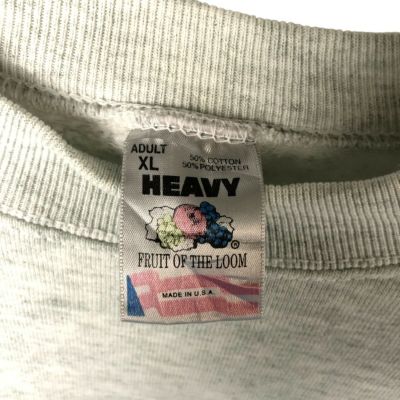 ADULT
XL
50% COTTON
50% POLYESTER
HEAVY
®
FRUIT OF THE LOOM
MADE IN U.S.A.